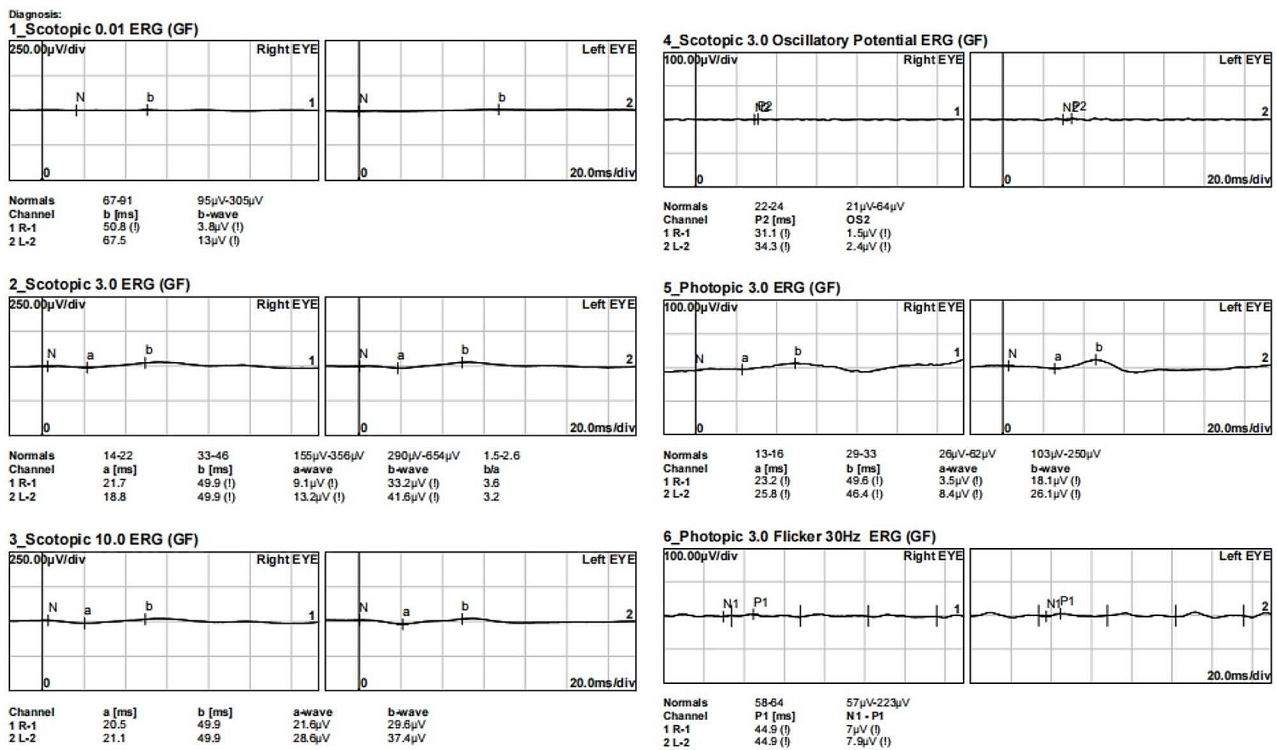 Diagnosis:
1_Scotopic 0.01 ERG (GF)
250.00µV/div Right EYE Left EYE
N b 1 N b 2
0 0 20.0ms/div
Normals 67-91 95µV-305µV
Channel b [ms] b-wave
1 R-1 50.8 (!) 3.8µV (!)
2 L-2 67.5 13µV (!)
2_Scotopic 3.0 ERG (GF)
250.00µV/div Right EYE Left EYE
N a b 1 N a b 2
0 0 20.0ms/div
Normals 14-22 33-46 155µV-356µV 290µV-654µV 1.5-2.6
Channel a [ms] b [ms] a-wave b-wave b/a
1 R-1 21.7 49.9 (!) 9.1µV (!) 33.2µV (!) 3.6
2 L-2 18.8 49.9 (!) 13.2µV (!) 41.6µV (!) 3.2
3_Scotopic 10.0 ERG (GF)
250.00µV/div Right EYE Left EYE
N a b 1 N a b 2
0 0 20.0ms/div
Channel a [ms] b [ms] a-wave b-wave
1 R-1 20.5 49.9 21.6µV 29.6µV
2 L-2 21.1 49.9 28.6µV 37.4µV
4_Scotopic 3.0 Oscillatory Potential ERG (GF)
100.00µV/div Right EYE Left EYE
N2 P2 1 N2 P2 2
0 0 20.0ms/div
Normals 22-24 21µV-64µV
Channel P2 [ms] OS2
1 R-1 31.1 (!) 1.5µV (!)
2 L-2 34.3 (!) 2.4µV (!)
5_Photopic 3.0 ERG (GF)
100.00µV/div Right EYE Left EYE
N a b 1 N a b 2
0 0 20.0ms/div
Normals 13-16 29-33 26µV-62µV 103µV-250µV
Channel a [ms] b [ms] a-wave b-wave
1 R-1 23.2 (!) 49.6 (!) 3.5µV (!) 18.1µV (!)
2 L-2 25.8 (!) 46.4 (!) 8.4µV (!) 26.1µV (!)
6_Photopic 3.0 Flicker 30Hz ERG (GF)
100.00µV/div Right EYE Left EYE
N1 P1 1 N1 P1 2
20.0ms/div
Normals 58-64 57µV-223µV
Channel P1 [ms] N1 - P1
1 R-1 44.9 (!) 7µV (!)
2 L-2 44.9 (!) 7.9µV (!)